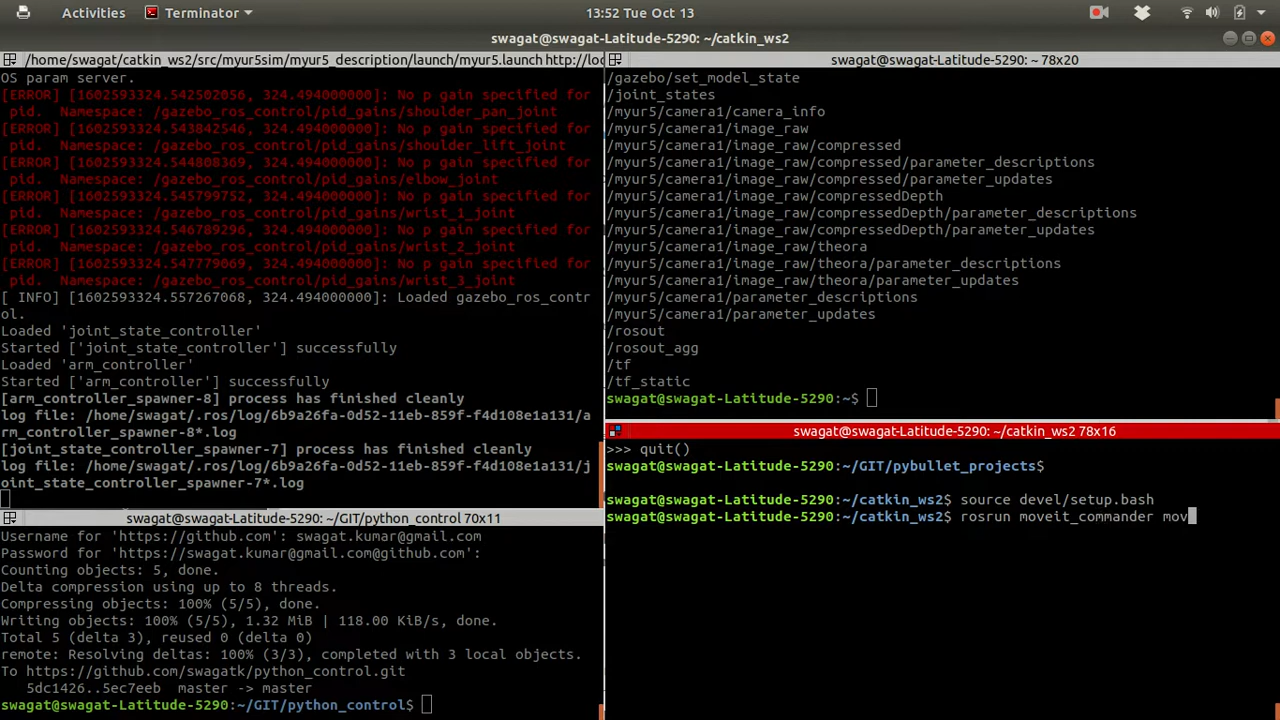 Activities
Terminator
13:52 Tue Oct 13
swagat@swagat-Latitude-5290: ~/catkin_ws2
/home/swagat/catkin_ws2/src/myur5sim/myur5_description/launch/myur5.launch http://loc
OS param server.
[ERROR] [1602593324.542502056, 324.494000000]: No p gain specified for
pid.  Namespace: /gazebo_ros_control/pid_gains/shoulder_pan_joint
[ERROR] [1602593324.543842546, 324.494000000]: No p gain specified for
pid.  Namespace: /gazebo_ros_control/pid_gains/shoulder_lift_joint
[ERROR] [1602593324.544808369, 324.494000000]: No p gain specified for
pid.  Namespace: /gazebo_ros_control/pid_gains/elbow_joint
[ERROR] [1602593324.545799752, 324.494000000]: No p gain specified for
pid.  Namespace: /gazebo_ros_control/pid_gains/wrist_1_joint
[ERROR] [1602593324.546789296, 324.494000000]: No p gain specified for
pid.  Namespace: /gazebo_ros_control/pid_gains/wrist_2_joint
[ERROR] [1602593324.547779069, 324.494000000]: No p gain specified for
pid.  Namespace: /gazebo_ros_control/pid_gains/wrist_3_joint
[ INFO] [1602593324.557267068, 324.494000000]: Loaded gazebo_ros_contr
ol.
Loaded 'joint_state_controller'
Started ['joint_state_controller'] successfully
Loaded 'arm_controller'
Started ['arm_controller'] successfully
[arm_controller_spawner-8] process has finished cleanly
log file: /home/swagat/.ros/log/6b9a26fa-0d52-11eb-859f-f4d108e1a131/a
rm_controller_spawner-8*.log
[joint_state_controller_spawner-7] process has finished cleanly
log file: /home/swagat/.ros/log/6b9a26fa-0d52-11eb-859f-f4d108e1a131/j
oint_state_controller_spawner-7*.log
swagat@swagat-Latitude-5290: ~/GIT/python_control 70x11
Username for 'https://github.com': swagat.kumar@gmail.com
Password for 'https://swagat.kumar@gmail.com@github.com':
Counting objects: 5, done.
Delta compression using up to 8 threads.
Compressing objects: 100% (5/5), done.
Writing objects: 100% (5/5), 1.32 MiB | 118.00 KiB/s, done.
Total 5 (delta 3), reused 0 (delta 0)
remote: Resolving deltas: 100% (3/3), completed with 3 local objects.
To https://github.com/swagatk/python_control.git
   5dc1426..5ec7eeb  master -> master
swagat@swagat-Latitude-5290:~/GIT/python_control$
swagat@swagat-Latitude-5290: ~ 78x20
/gazebo/set_model_state
/joint_states
/myur5/camera1/camera_info
/myur5/camera1/image_raw
/myur5/camera1/image_raw/compressed
/myur5/camera1/image_raw/compressed/parameter_descriptions
/myur5/camera1/image_raw/compressed/parameter_updates
/myur5/camera1/image_raw/compressedDepth
/myur5/camera1/image_raw/compressedDepth/parameter_descriptions
/myur5/camera1/image_raw/compressedDepth/parameter_updates
/myur5/camera1/image_raw/theora
/myur5/camera1/image_raw/theora/parameter_descriptions
/myur5/camera1/image_raw/theora/parameter_updates
/myur5/camera1/parameter_descriptions
/myur5/camera1/parameter_updates
/rosout
/rosout_agg
/tf
/tf_static
swagat@swagat-Latitude-5290:~$
swagat@swagat-Latitude-5290: ~/catkin_ws2 78x16
>>> quit()
swagat@swagat-Latitude-5290:~/GIT/pybullet_projects$
swagat@swagat-Latitude-5290:~/catkin_ws2$ source devel/setup.bash
swagat@swagat-Latitude-5290:~/catkin_ws2$ rosrun moveit_commander mov